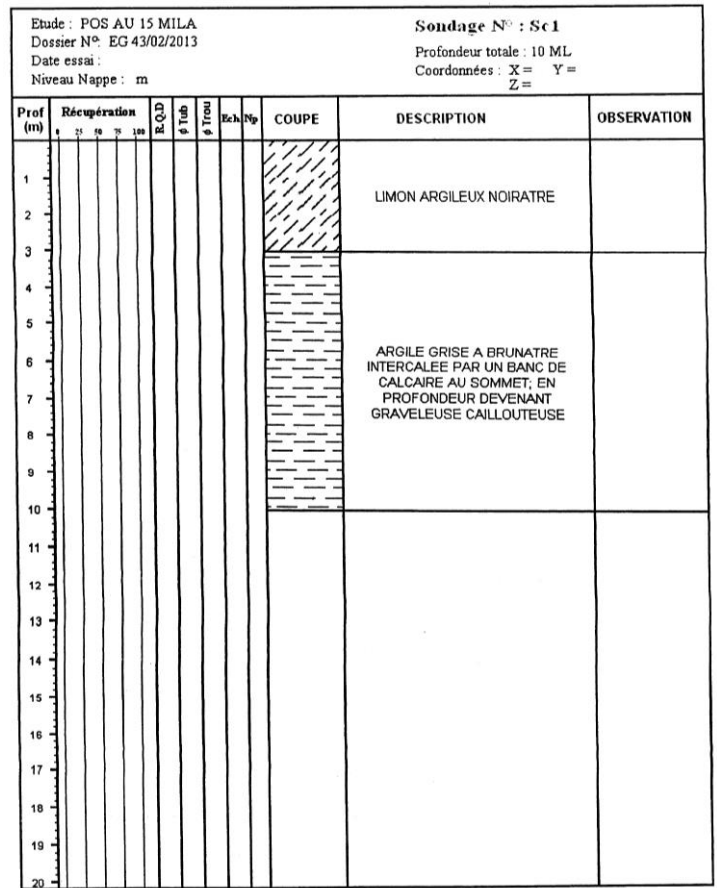 Etude : POS AU 15 MILA
Dossier Nº: EG 43/02/2013
Date essai :
Niveau Nappe : m
Sondage Nº : Sc1
Profondeur totale : 10 ML
Coordonnées : X = Y =
Z =
Prof (m) Récupération R.Q.D φ Tub φ Trou Ech Np COUPE DESCRIPTION OBSERVATION
0 25 50 75 100
1
LIMON ARGILEUX NOIRATRE
2
3
4
5
ARGILE GRISE A BRUNATRE
6
INTERCALEE PAR UN BANC DE
CALCAIRE AU SOMMET; EN
7
PROFONDEUR DEVENANT
GRAVELEUSE CAILLOUTEUSE
8
9
10
11
12
13
14
15
16
17
18
19
20